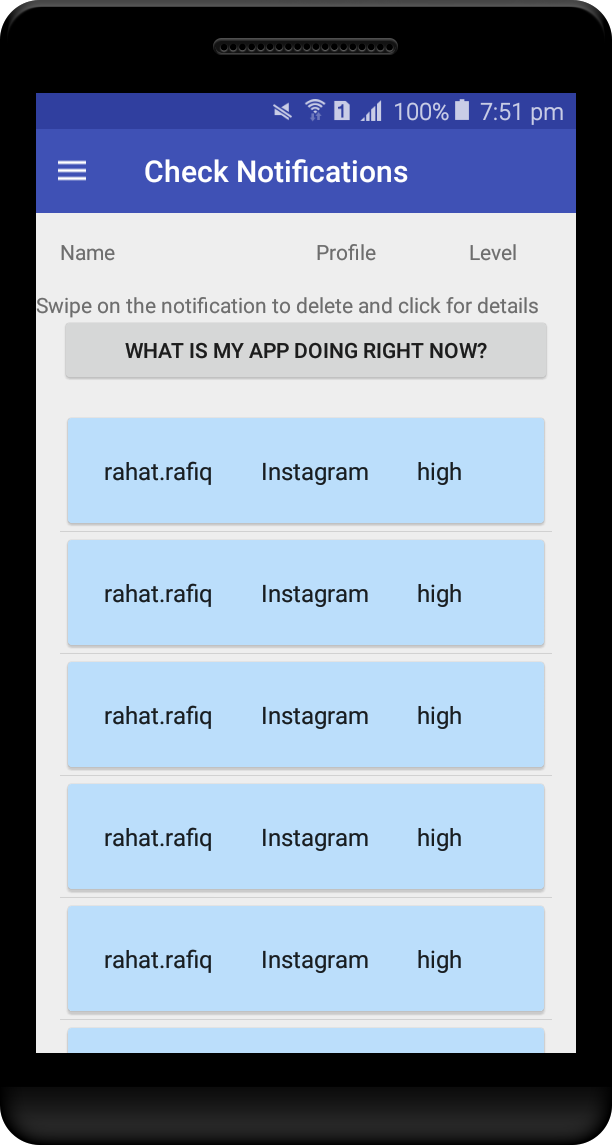 1 100% 7:51 pm
Check Notifications
Name Profile Level
Swipe on the notification to delete and click for details
WHAT IS MY APP DOING RIGHT NOW?
rahat.rafiq Instagram high
rahat.rafiq Instagram high
rahat.rafiq Instagram high
rahat.rafiq Instagram high
rahat.rafiq Instagram high